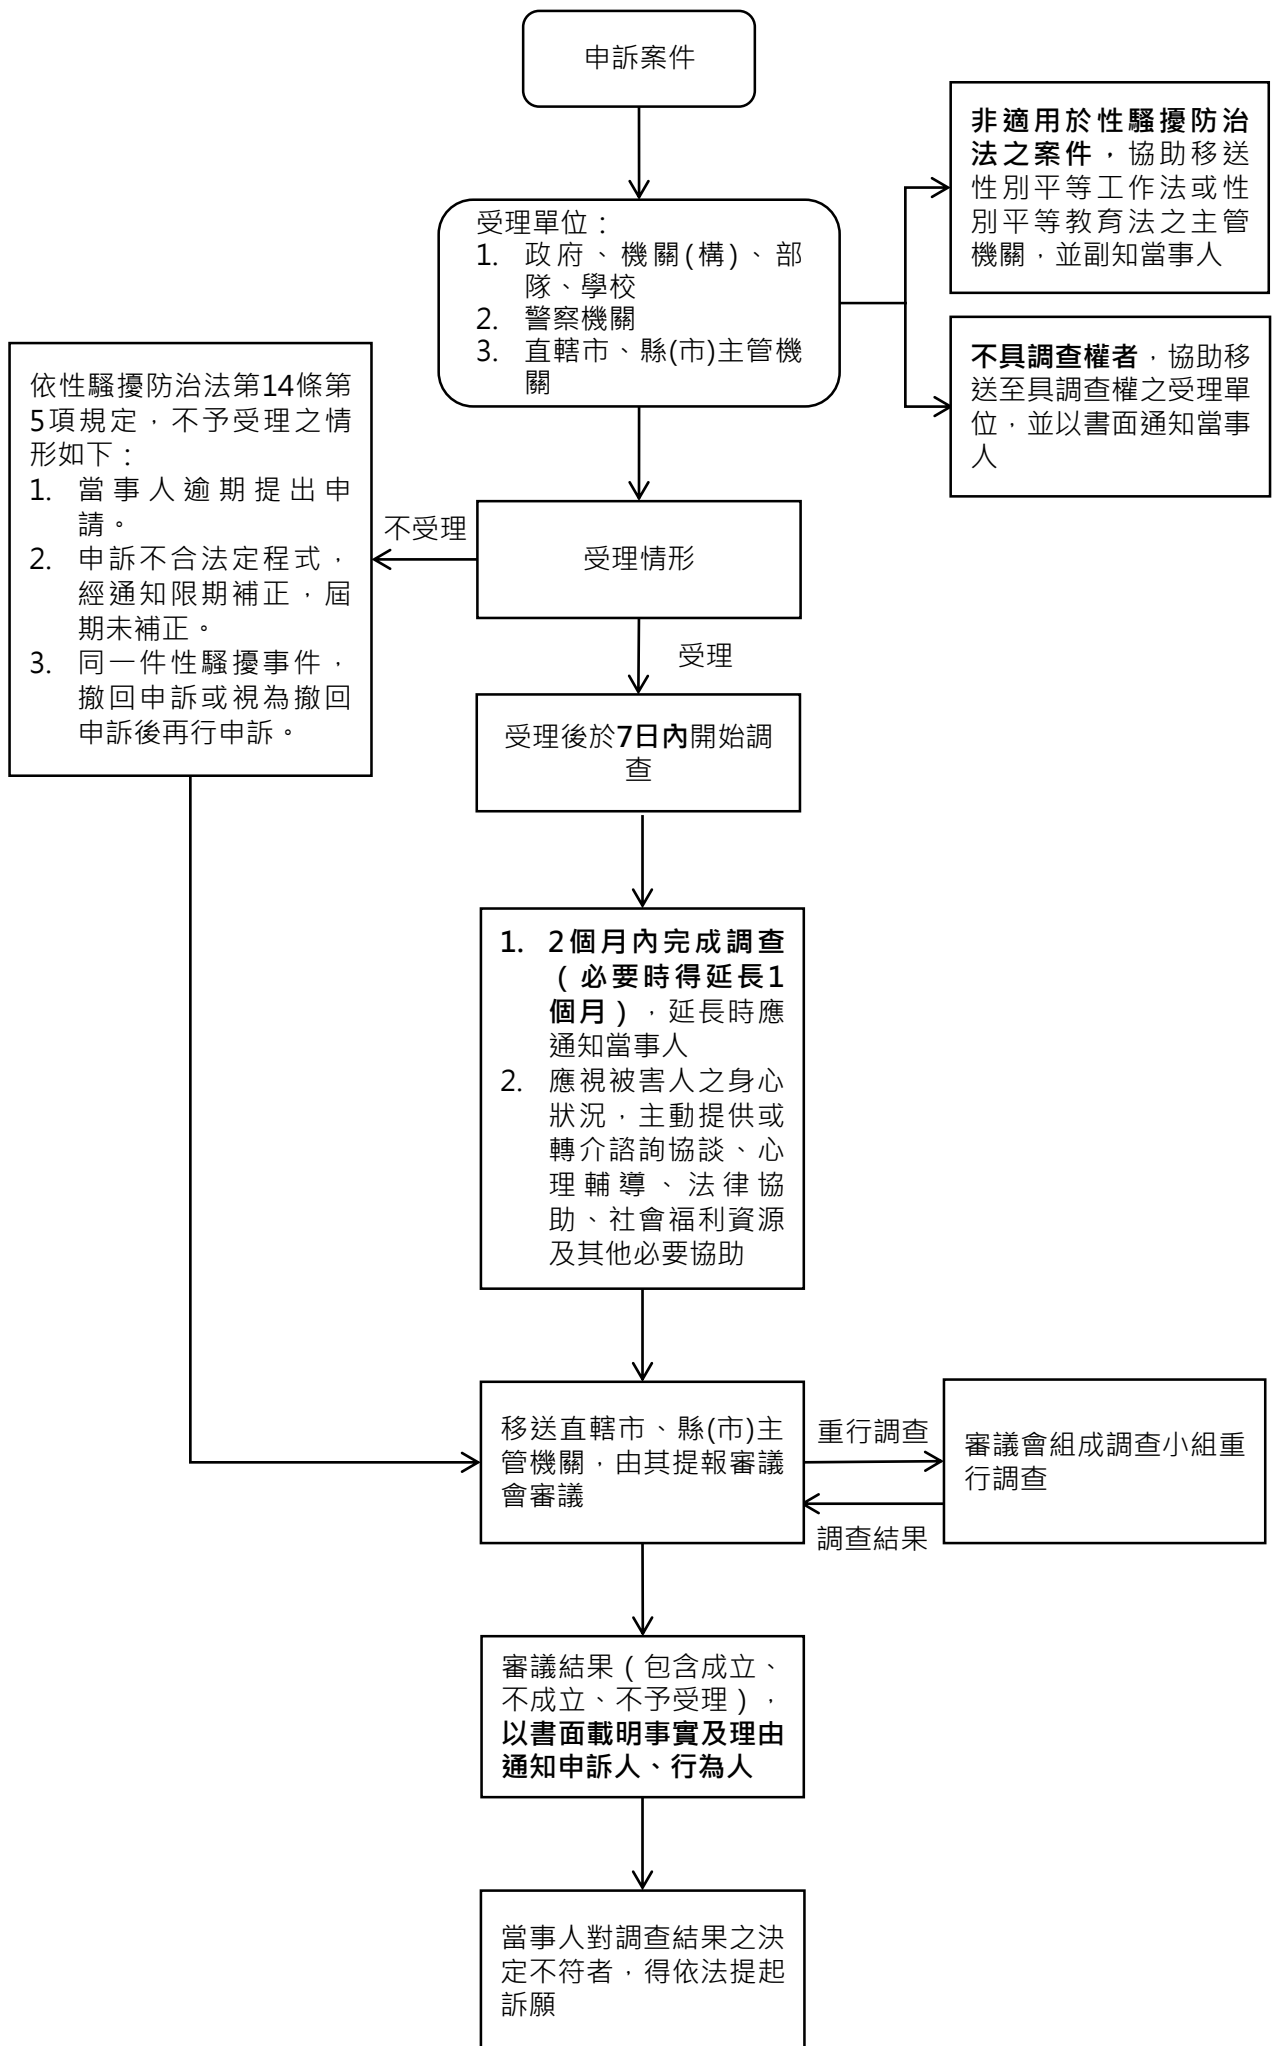 申訴案件
受理單位：
1. 政府、機關(構)、部
隊、學校
2. 警察機關
3. 直轄市、縣(市)主管機
關
非適用於性騷擾防治
法之案件，協助移送
性別平等工作法或性
別平等教育法之主管
機關，並副知當事人
不具調查權者，協助移
送至具調查權之受理單
位，並以書面通知當事
人
依性騷擾防治法第14條第
5項規定，不予受理之情
形如下：
1. 當事人逾期提出申
請。
2. 申訴不合法定程式，
經通知限期補正，屆
期未補正。
3. 同一件性騷擾事件，
撤回申訴或視為撤回
申訴後再行申訴。
不受理
受理情形
受理
受理後於7日內開始調
查
1. 2個月內完成調查
（必要時得延長1
個月），延長時應
通知當事人
2. 應視被害人之身心
狀況，主動提供或
轉介諮詢協談、心
理輔導、法律協
助、社會福利資源
及其他必要協助
移送直轄市、縣(市)主
管機關，由其提報審議
會審議
重行調查
審議會組成調查小組重
行調查
調查結果
審議結果（包含成立、
不成立、不予受理），
以書面載明事實及理由
通知申訴人、行為人
當事人對調查結果之決
定不符者，得依法提起
訴願